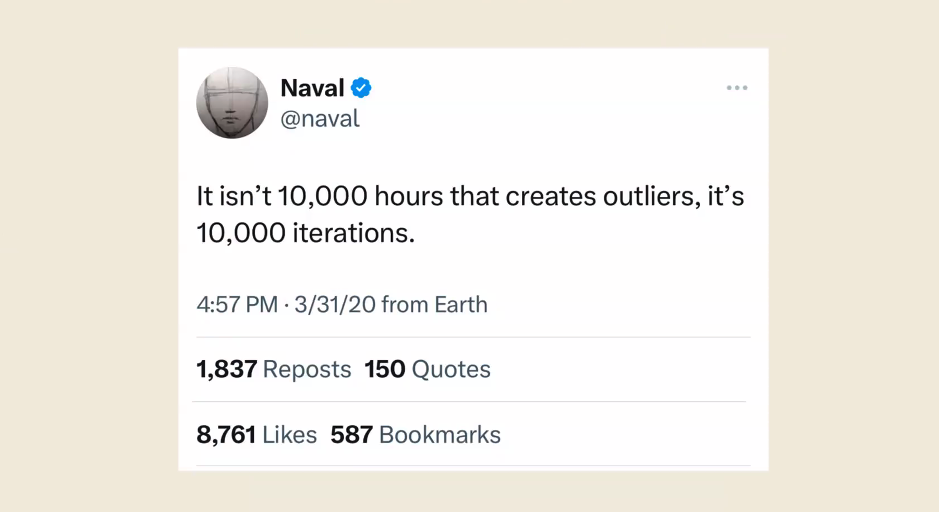 Naval
@naval
It isn’t 10,000 hours that creates outliers, it’s
10,000 iterations.
4:57 PM · 3/31/20 from Earth
1,837 Reposts 150 Quotes
8,761 Likes 587 Bookmarks